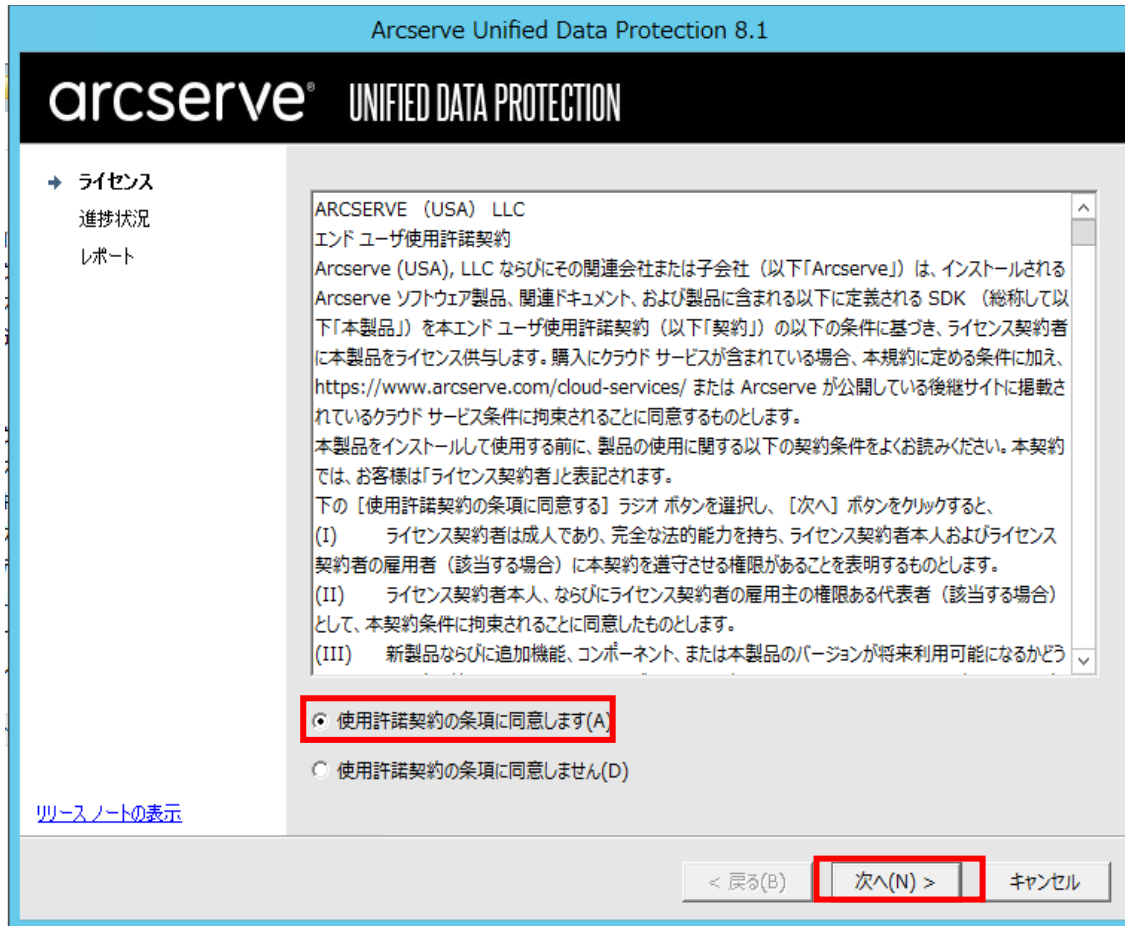 Arcserve Unified Data Protection 8.1
arcserve® UNIFIED DATA PROTECTION
ライセンス
進捗状況
レポート
ARCSERVE （USA） LLC
エンド ユーザ使用許諾契約
Arcserve (USA), LLC ならびにその関連会社または子会社（以下「Arcserve」）は、インストールされる
Arcserve ソフトウェア製品、関連ドキュメント、および製品に含まれる以下に定義される SDK （総称して以
下「本製品」）を本エンド ユーザ使用許諾契約（以下「契約」）の以下の条件に基づき、ライセンス契約者
に本製品をライセンス供与します。購入にクラウド サービスが含まれている場合、本規約に定める条件に加え、
https://www.arcserve.com/cloud-services/ または Arcserve が公開している後継サイトに掲載さ
れているクラウド サービス条件に拘束されることに同意するものとします。
本製品をインストールして使用する前に、製品の使用に関する以下の契約条件をよくお読みください。本契約
では、お客様は「ライセンス契約者」と表記されます。
下の［使用許諾契約の条項に同意する］ラジオ ボタンを選択し、［次へ］ボタンをクリックすると、
(I) ライセンス契約者は成人であり、完全な法的能力を持ち、ライセンス契約者本人およびライセンス
契約者の雇用者（該当する場合）に本契約を遵守させる権限があることを表明するものとします。
(II) ライセンス契約者本人、ならびにライセンス契約者の雇用主の権限ある代表者（該当する場合）
として、本契約条件に拘束されることに同意したものとします。
(III) 新製品ならびに追加機能、コンポーネント、または本製品のバージョンが将来利用可能になるかどう
使用許諾契約の条項に同意します(A)
使用許諾契約の条項に同意しません(D)
リリース ノートの表示
< 戻る(B)
次へ(N) >
キャンセル